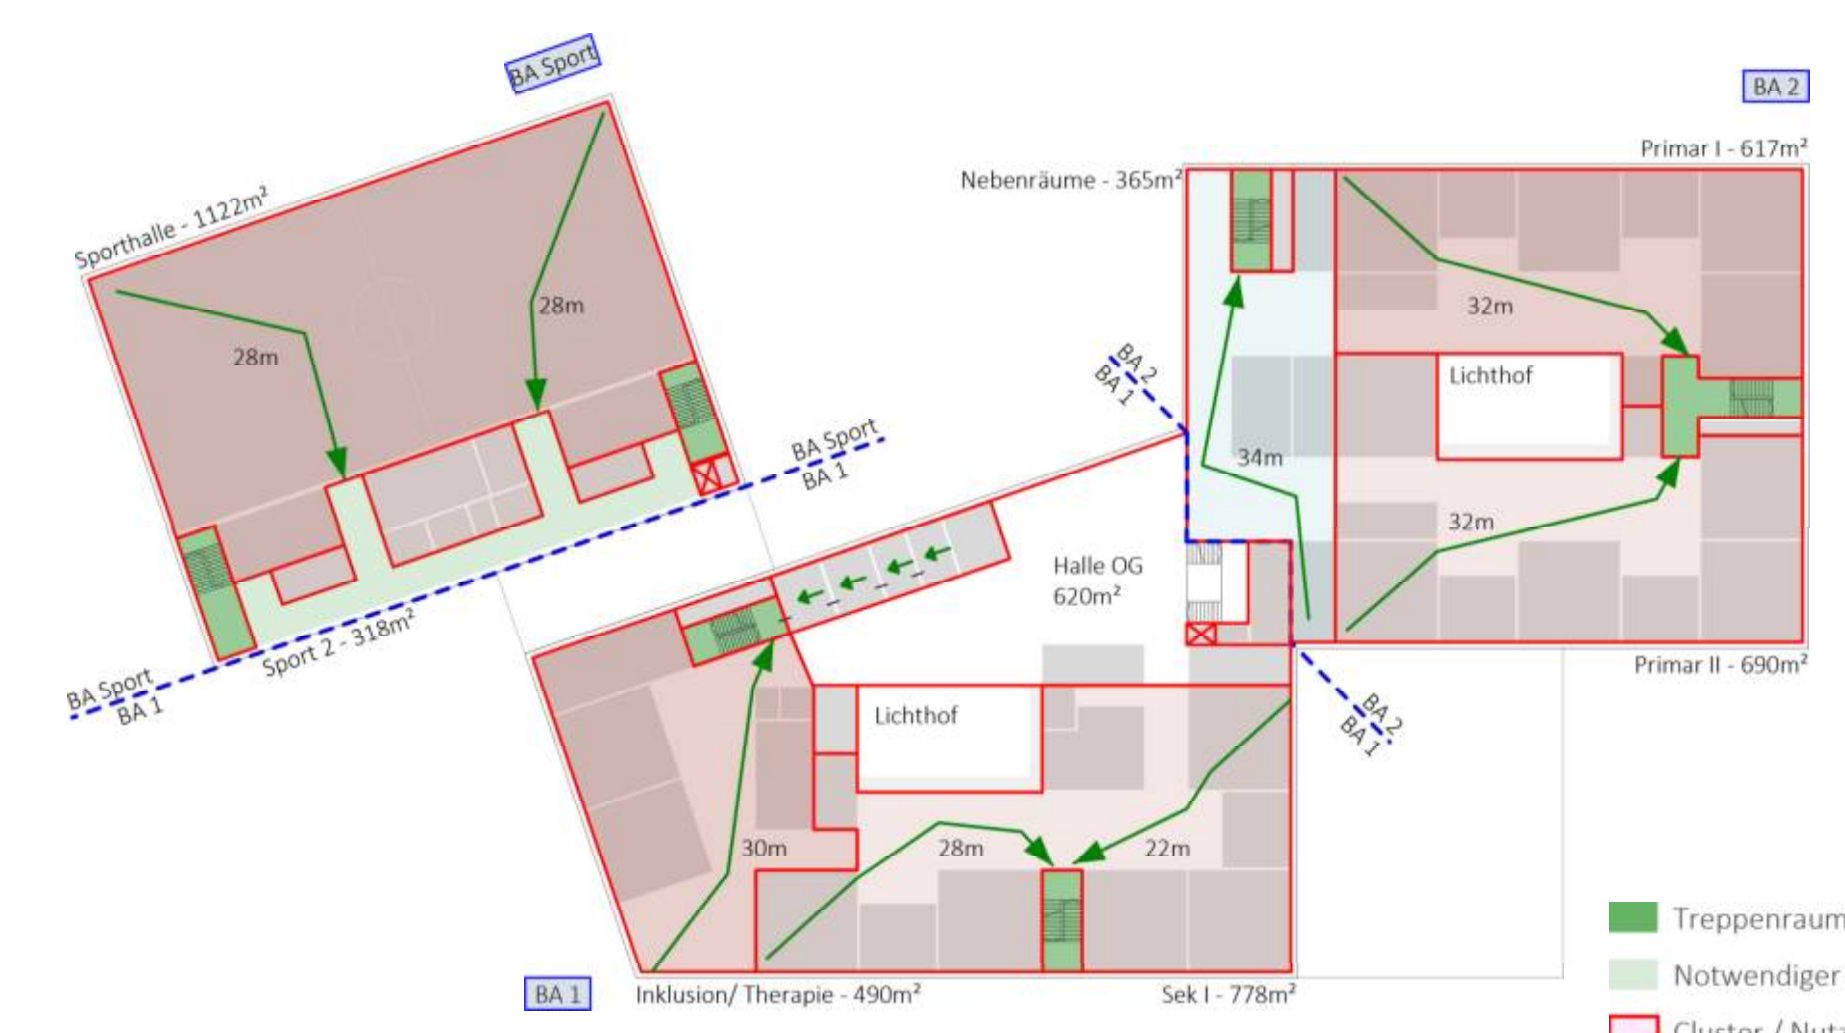 BA Sport
BA 2
Primar I - 617m²
Nebenräume - 365m²
Sporthalle - 1122m²
28m
28m
32m
Lichthof
BA 2
BA 1
BA Sport
BA 1
34m
32m
Halle OG
620m²
Sport 2 - 318m²
BA Sport
BA 1
Primar II - 690m²
BA 2
BA 1
Lichthof
30m
28m
22m
Treppenraum
Notwendiger
BA 1
Inklusion/ Therapie - 490m²
Sek I - 778m²
Cluster /